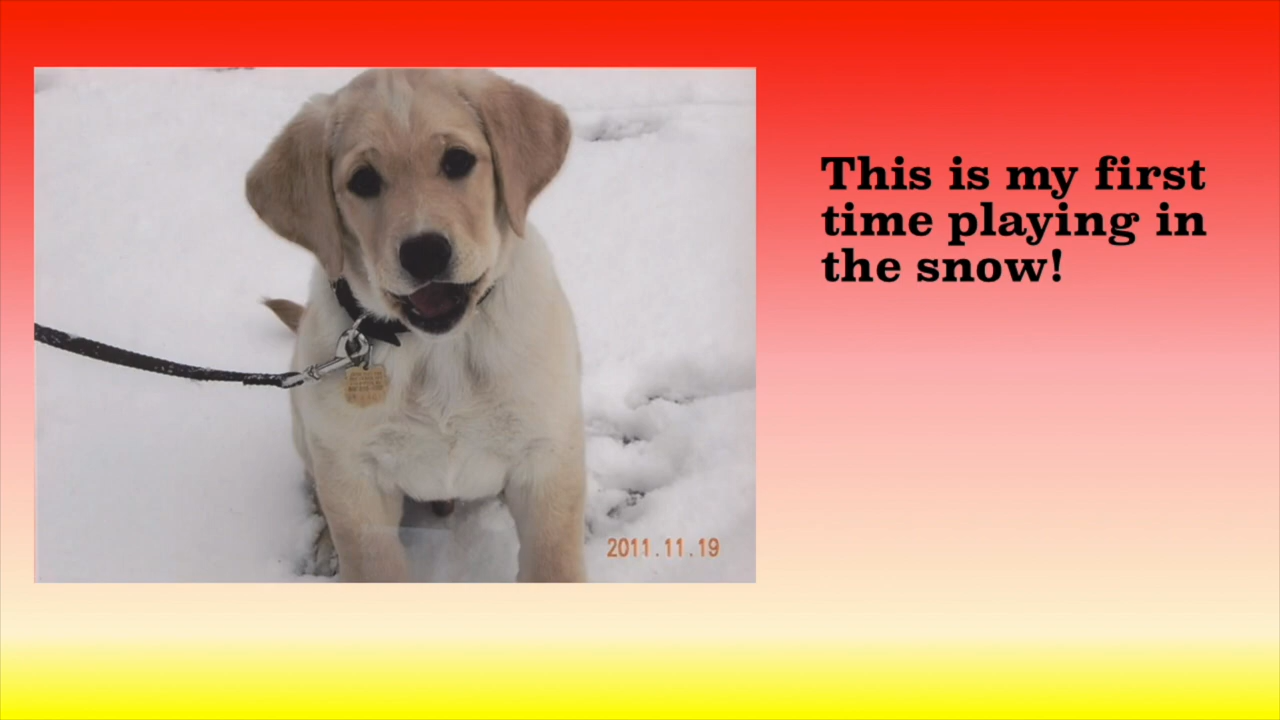 This is my first
time playing in
the snow!
2011.11.19